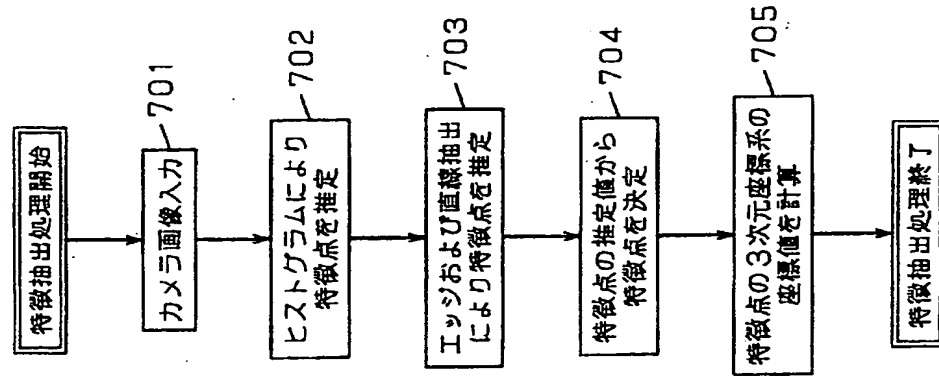 特徴抽出処理開始
カメラ画像入力
701
ヒストグラムにより
特徴点を推定
702
エッジおよび直線抽出
により特徴点を推定
703
特徴点の推定値から
特徴点を決定
704
特徴点の3次元座標系の
座標値を計算
705
特徴抽出処理終了